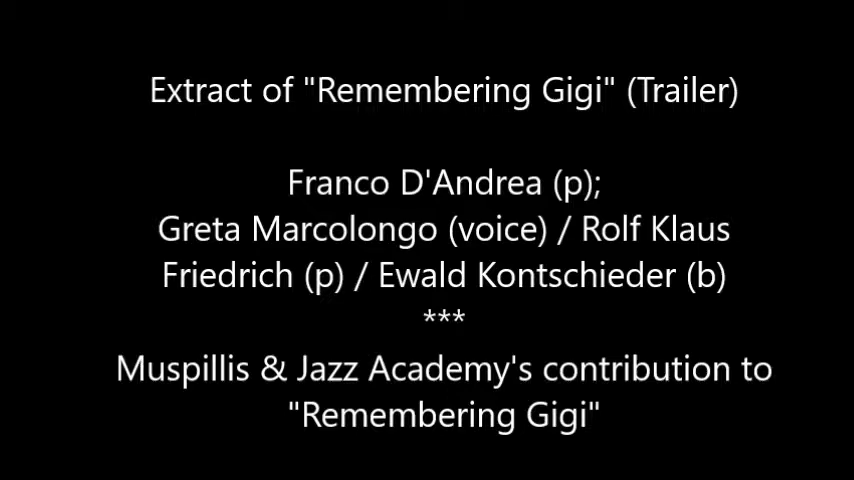 Extract of "Remembering Gigi" (Trailer)
Franco D'Andrea (p);
Greta Marcolongo (voice) / Rolf Klaus
Friedrich (p) / Ewald Kontschieder (b)
***
Muspillis & Jazz Academy's contribution to
"Remembering Gigi"